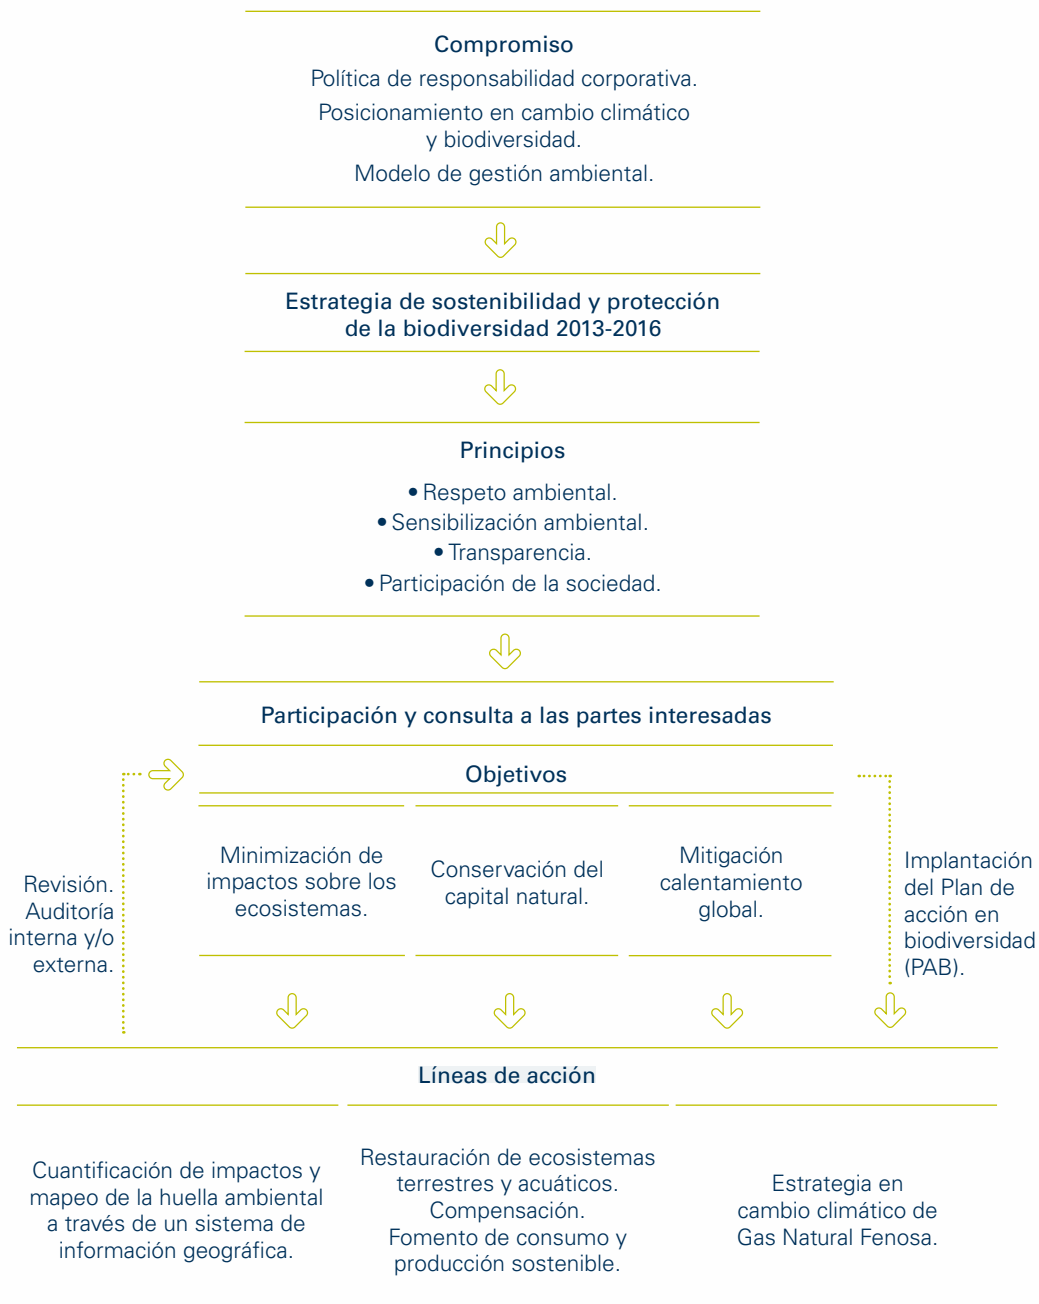 Compromiso
Política de responsabilidad corporativa.
Posicionamiento en cambio climático
y biodiversidad.
Modelo de gestión ambiental.
Estrategia de sostenibilidad y protección
de la biodiversidad 2013-2016
Principios
• Respeto ambiental.
• Sensibilización ambiental.
• Transparencia.
• Participación de la sociedad.
Participación y consulta a las partes interesadas
Objetivos
Revisión.
Auditoría
interna y/o
externa.
Minimización de
impactos sobre los
ecosistemas.
Conservación del
capital natural.
Mitigación
calentamiento
global.
Implantación
del Plan de
acción en
biodiversidad
(PAB).
Líneas de acción
Cuantificación de impactos y
mapeo de la huella ambiental
a través de un sistema de
información geográfica.
Restauración de ecosistemas
terrestres y acuáticos.
Compensación.
Fomento de consumo y
producción sostenible.
Estrategia en
cambio climático de
Gas Natural Fenosa.